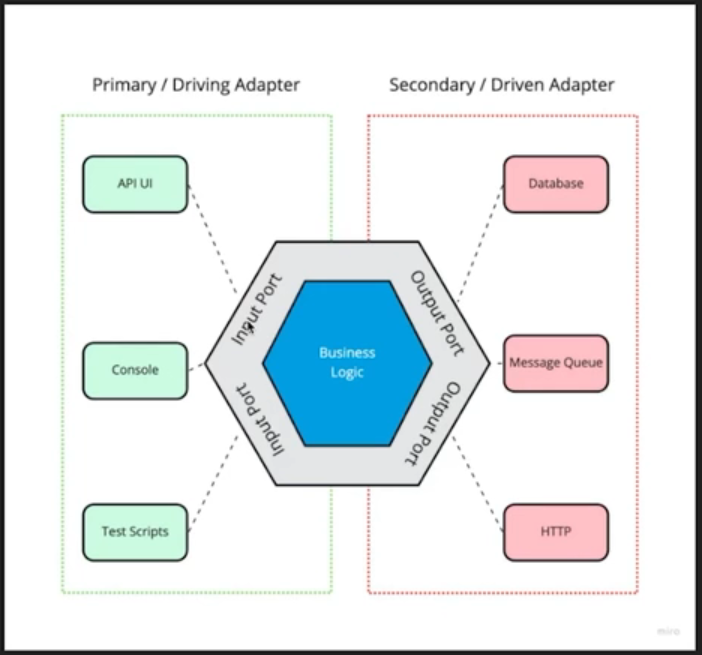 Primary / Driving Adapter
Secondary / Driven Adapter
API UI
Database
Input Port
Output Port
Business
Logic
Console
Message Queue
Input Port
Output Port
Test Scripts
HTTP
miro